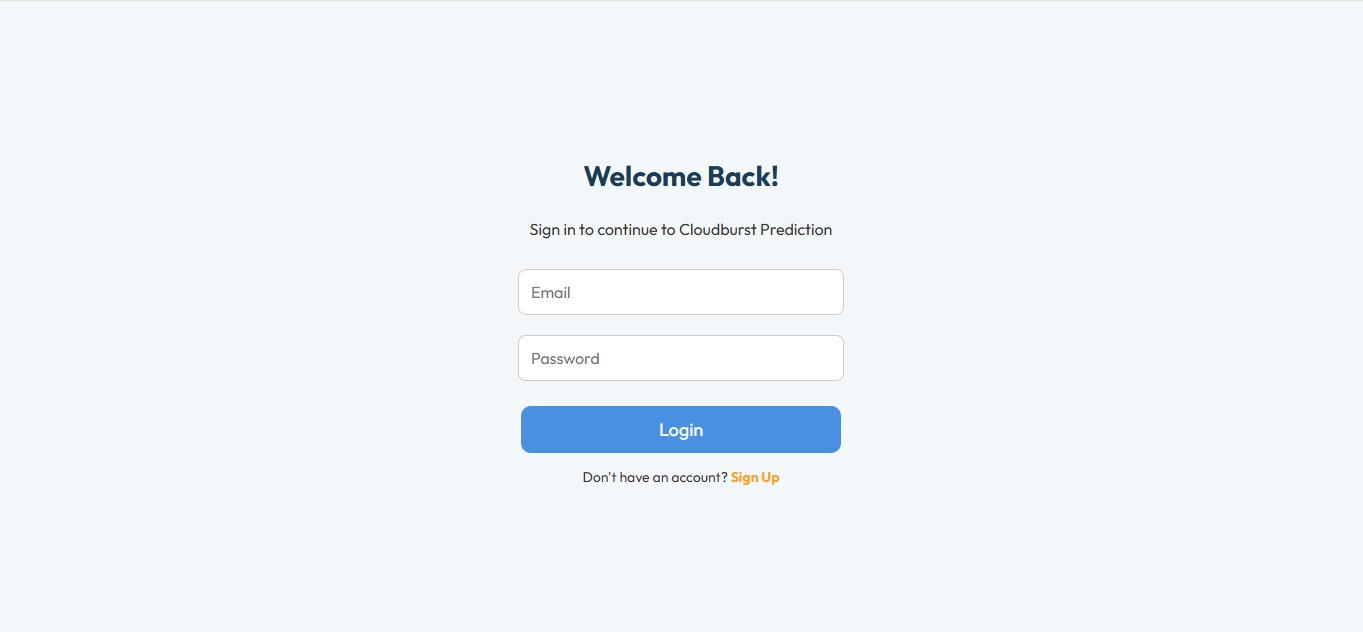 Welcome Back!
Sign in to continue to Cloudburst Prediction
Email
Password
Login
Don't have an account? Sign Up